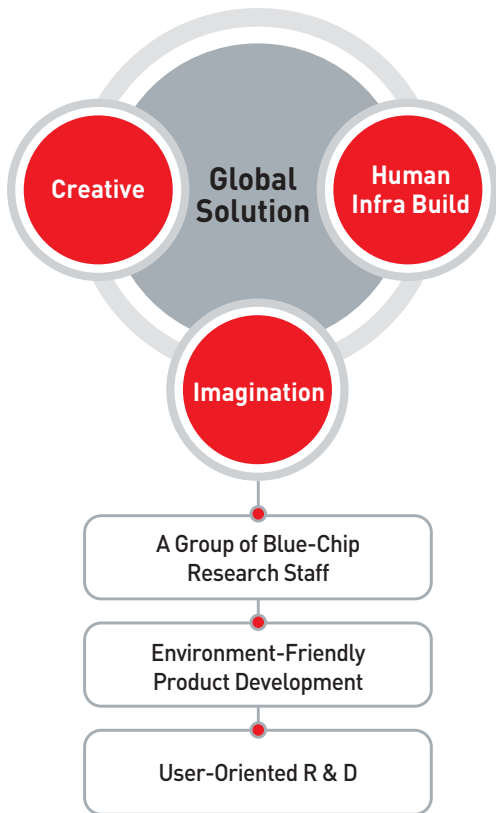 Creative
Global
Solution
Human
Infra Build
Imagination
A Group of Blue-Chip
Research Staff
Environment-Friendly
Product Development
User-Oriented R & D